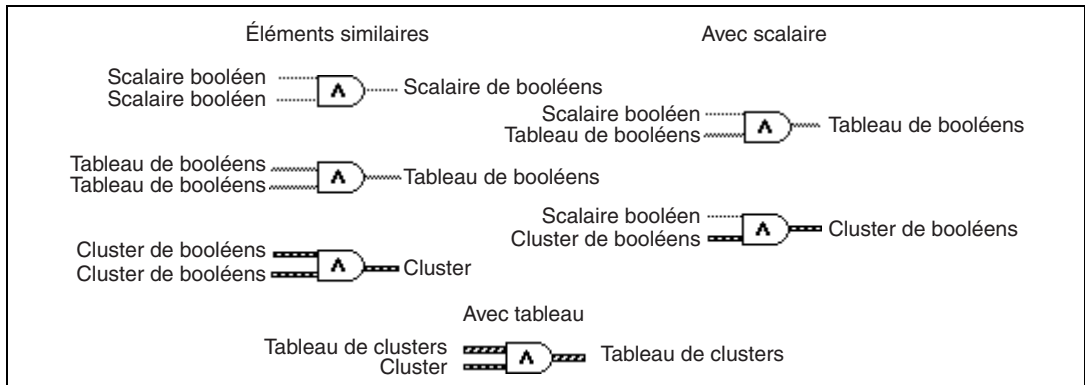 Éléments similaires
Scalaire booléen
Scalaire booléen
Scalaire de booléens
Tableau de booléens
Tableau de booléens
Tableau de booléens
Cluster de booléens
Cluster de booléens
Cluster
Avec scalaire
Scalaire booléen
Tableau de booléens
Tableau de booléens
Scalaire booléen
Cluster de booléens
Cluster de booléens
Avec tableau
Tableau de clusters
Cluster
Tableau de clusters